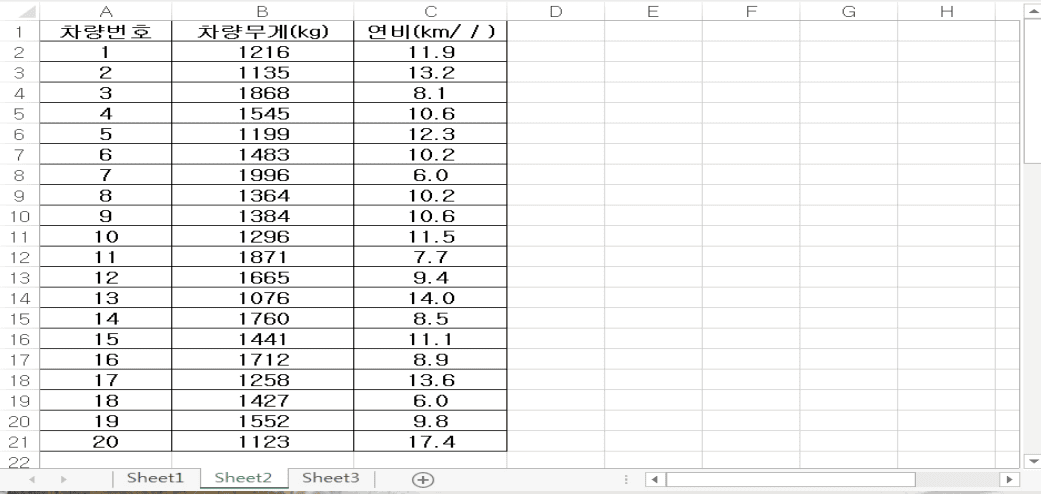 A B C D E F G H
1 차량번호 차량무게(kg) 연비(km/ / )
2 1 1216 11.9
3 2 1135 13.2
4 3 1868 8.1
5 4 1545 10.6
6 5 1199 12.3
7 6 1483 10.2
8 7 1996 6.0
9 8 1364 10.2
10 9 1384 10.6
11 10 1296 11.5
12 11 1871 7.7
13 12 1665 9.4
14 13 1076 14.0
15 14 1760 8.5
16 15 1441 11.1
17 16 1712 8.9
18 17 1258 13.6
19 18 1427 6.0
20 19 1552 9.8
21 20 1123 17.4
22
Sheet1 Sheet2 Sheet3